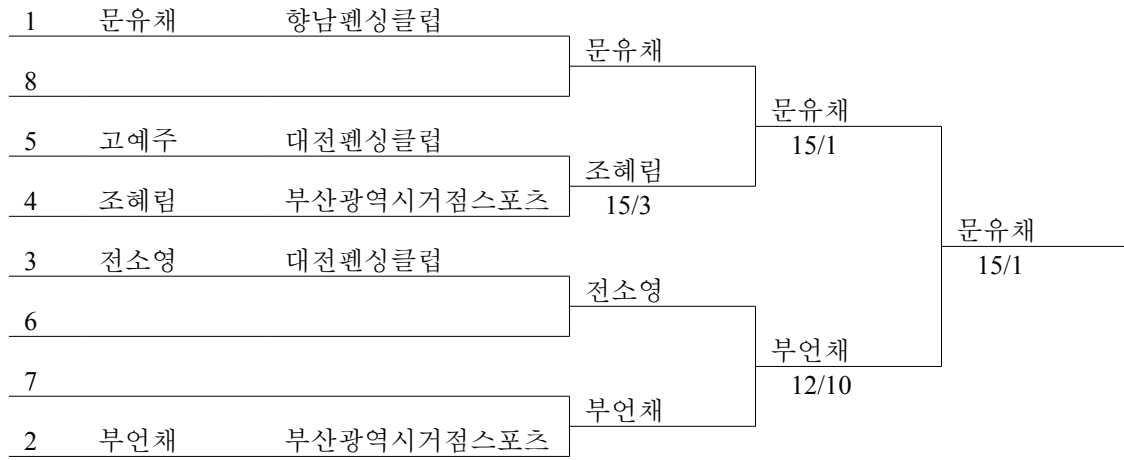 1 문유채 향남펜싱클럽
문유채
8
문유채
15/1
5 고예주 대전펜싱클럽
조혜림
15/3
4 조혜림 부산광역시거점스포츠
문유채
15/1
3 전소영 대전펜싱클럽
전소영
6
부언채
12/10
7
부언채
2 부언채 부산광역시거점스포츠